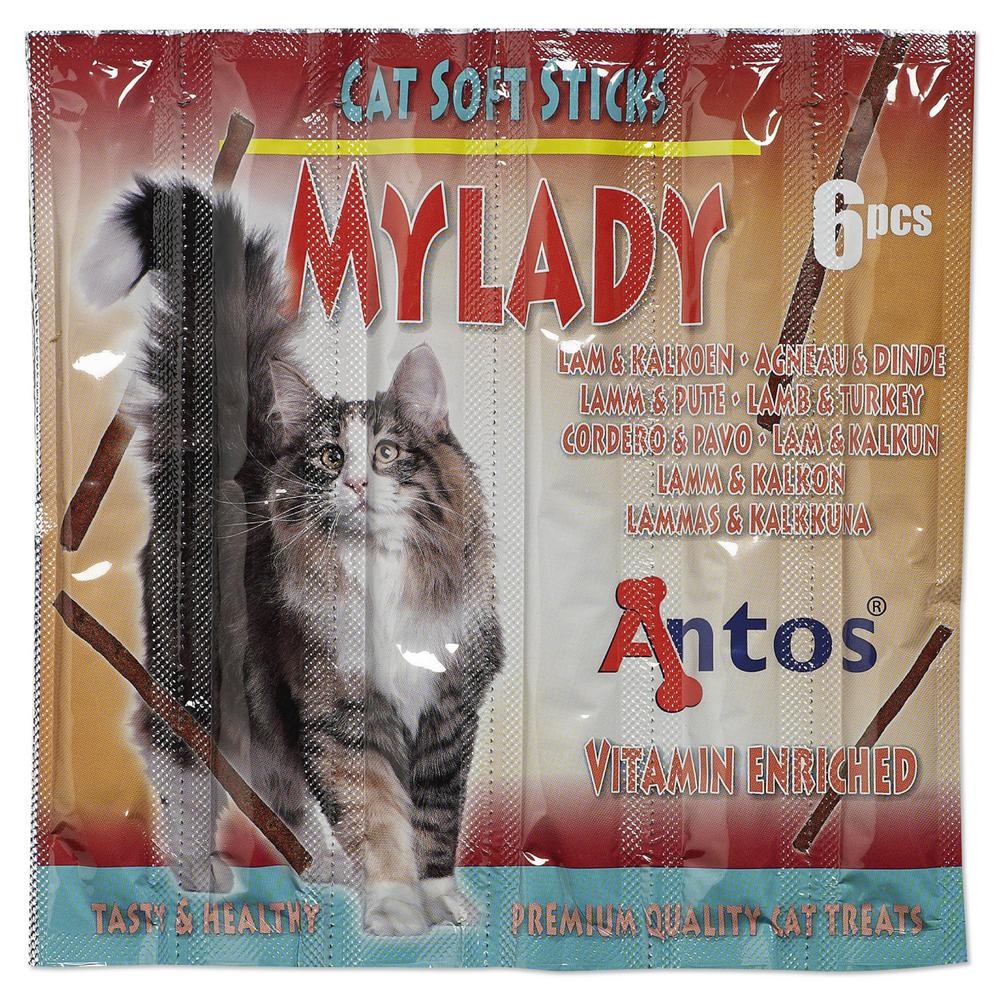 CAT SOFT STICKS
MYLADY
6pcs
LAM & KALKOEN • AGNEAU & DINDE
LAMM & PUTE • LAMB & TURKEY
CORDERO & PAVO • LAM & KALKUN
LAMM & KALKON
LAMMAS & KALKKUNA
Antos®
VITAMIN ENRICHED
TASTY & HEALTHY PREMIUM QUALITY CAT TREATS